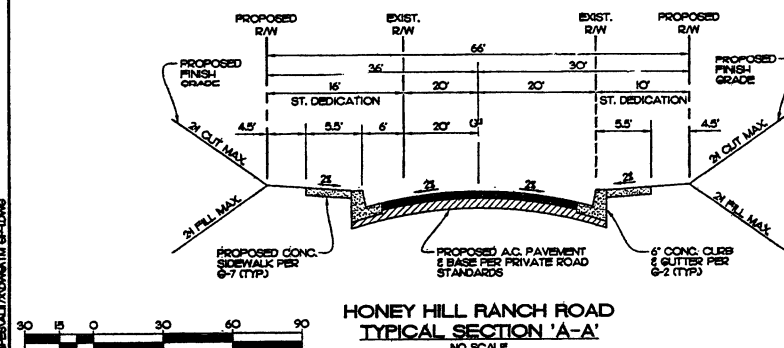 PROPOSED R/W
EXIST. R/W
EXIST. R/W
PROPOSED R/W
66'
PROPOSED FINISH GRADE
36'
30'
PROPOSED FINISH GRADE
16'
20'
20'
10'
ST. DEDICATION
ST. DEDICATION
4.5'
5.5'
6'
20'
5.5'
4.5'
2:1 CUT MAX.
2:1 CUT MAX.
2%
2%
2%
2%
2:1 FILL MAX.
2:1 FILL MAX.
PROPOSED CONC. SIDEWALK PER G-7 (TYP.)
PROPOSED A.C. PAVEMENT & BASE PER PRIVATE ROAD STANDARDS
6" CONC. CURB & GUTTER PER G-2 (TYP.)
HONEY HILL RANCH ROAD
TYPICAL SECTION 'A-A'
NO SCALE
30 15 0 30 60 90